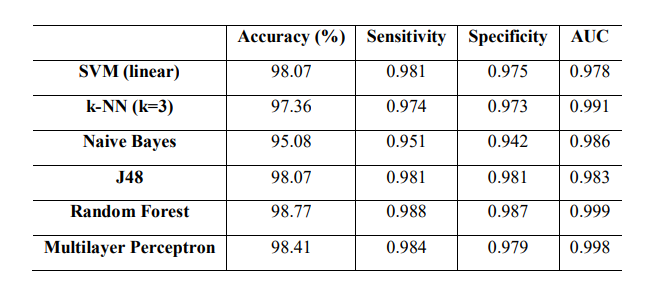 Accuracy (%) Sensitivity Specificity AUC
SVM (linear) 98.07 0.981 0.975 0.978
k-NN (k=3) 97.36 0.974 0.973 0.991
Naive Bayes 95.08 0.951 0.942 0.986
J48 98.07 0.981 0.981 0.983
Random Forest 98.77 0.988 0.987 0.999
Multilayer Perceptron 98.41 0.984 0.979 0.998